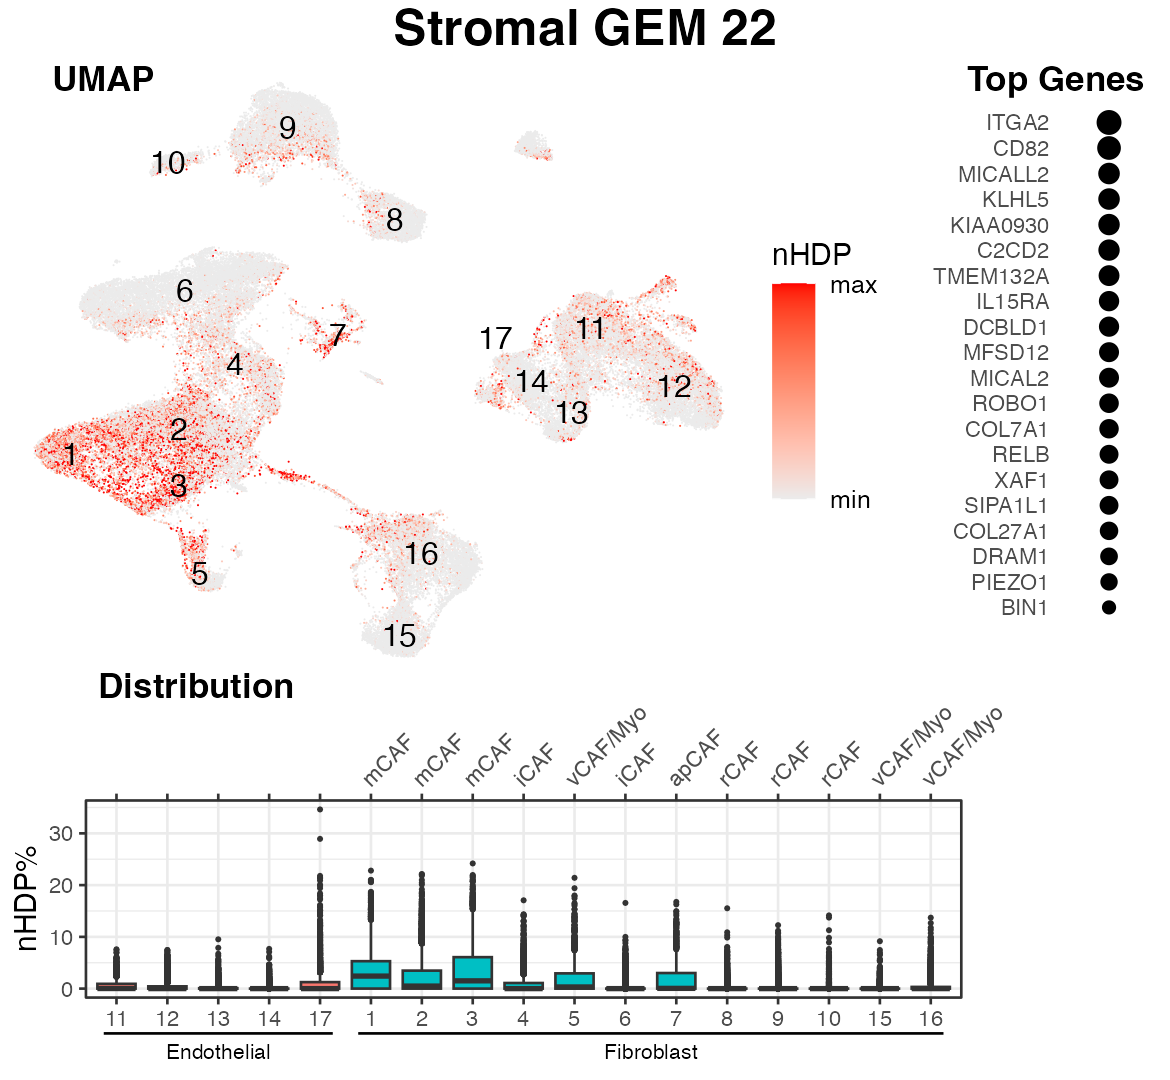 Stromal GEM 22
UMAP
Top Genes
9
10
8
6
7
4
2
1
3
5
16
15
17
11
14
12
13
nHDP
max
min
ITGA2
CD82
MICALL2
KLHL5
KIAA0930
C2CD2
TMEM132A
IL15RA
DCBLD1
MFSD12
MICAL2
ROBO1
COL7A1
RELB
XAF1
SIPA1L1
COL27A1
DRAM1
PIEZO1
BIN1
Distribution
mCAF
mCAF
mCAF
iCAF
vCAF/Myo
iCAF
apCAF
rCAF
rCAF
rCAF
vCAF/Myo
vCAF/Myo
nHDP%
30
20
10
0
11 12 13 14 17 1 2 3 4 5 6 7 8 9 10 15 16
Endothelial Fibroblast